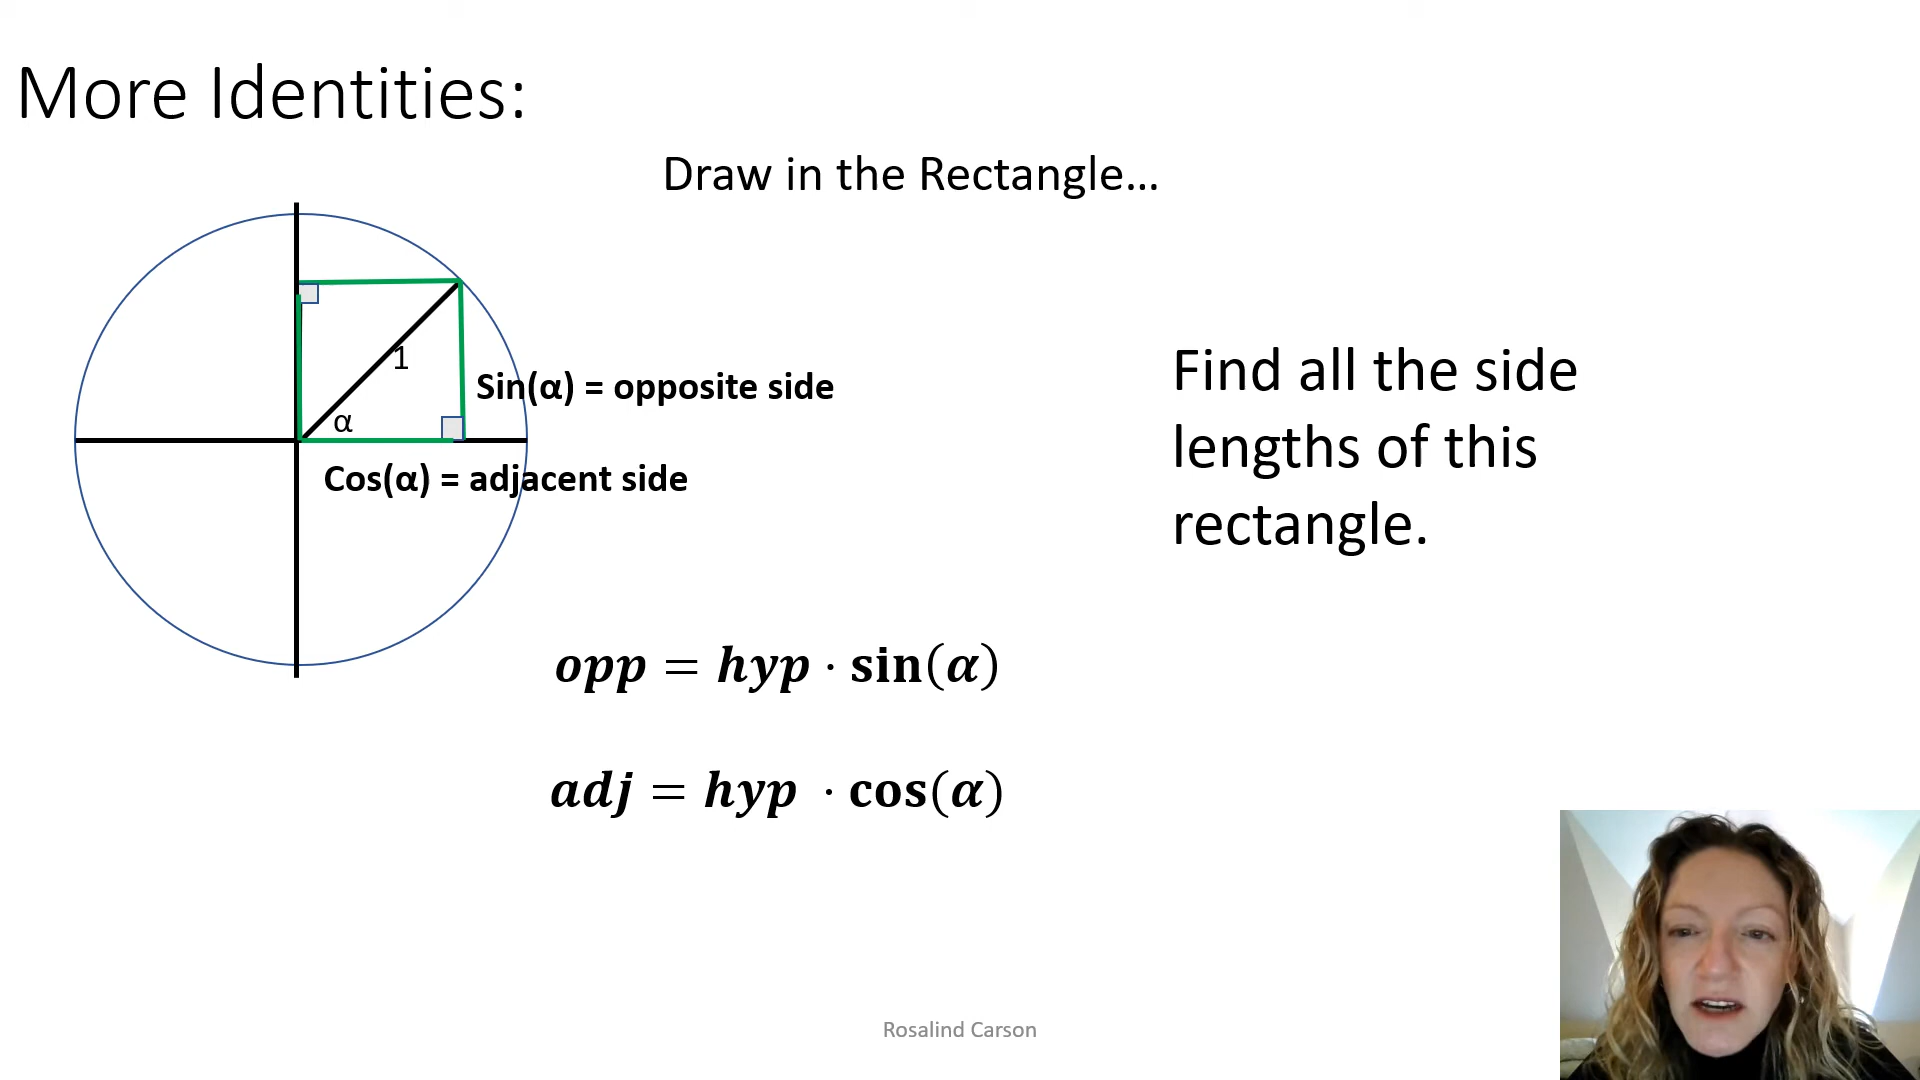 More Identities:
Draw in the Rectangle...
1
Sin(α) = opposite side
α
Cos(α) = adjacent side
Find all the side
lengths of this
rectangle.
opp = hyp · sin(α)
adj = hyp · cos(α)
Rosalind Carson